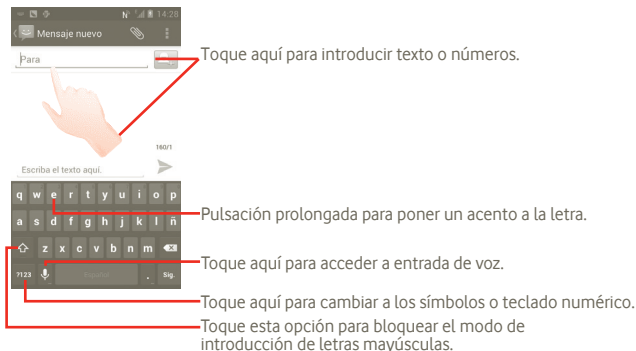 14:28
Mensaje nuevo
Para
Toque aquí para introducir texto o números.
160/1
Escriba el texto aquí.
q w e r t y u i o p
a s d f g h j k l ñ
Pulsación prolongada para poner un acento a la letra.
z x c v b n m
Toque aquí para acceder a entrada de voz.
?123 Español . Sig.
Toque aquí para cambiar a los símbolos o teclado numérico.
Toque esta opción para bloquear el modo de
introducción de letras mayúsculas.